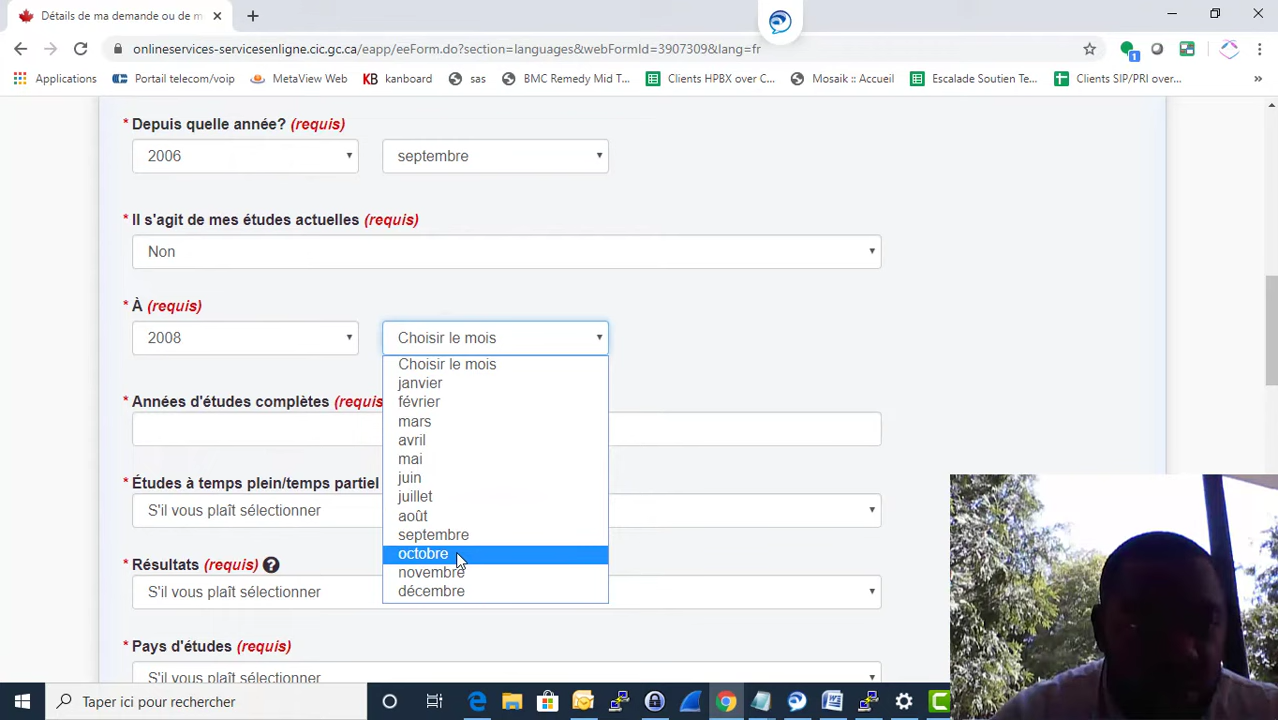 Détails de ma demande ou de m
onlineservices-servicesenligne.cic.gc.ca/eapp/eeForm.do?section=languages&webFormId=3907309&lang=fr
Applications
Portail telecom/voip
MetaView Web
KB kanboard
sas
BMC Remedy Mid T...
Clients HPBX over C...
Mosaik :: Accueil
Escalade Soutien Te...
Clients SIP/PRI over...
»
* Depuis quelle année? (requis)
2006
septembre
* Il s'agit de mes études actuelles (requis)
Non
* À (requis)
2008
Choisir le mois
Choisir le mois
janvier
février
mars
avril
mai
juin
juillet
août
septembre
octobre
novembre
décembre
* Années d'études complètes (requis
* Études à temps plein/temps partiel
S'il vous plaît sélectionner
* Résultats (requis) ?
S'il vous plaît sélectionner
* Pays d'études (requis)
S'il vous plaît sélectionner
Taper ici pour rechercher